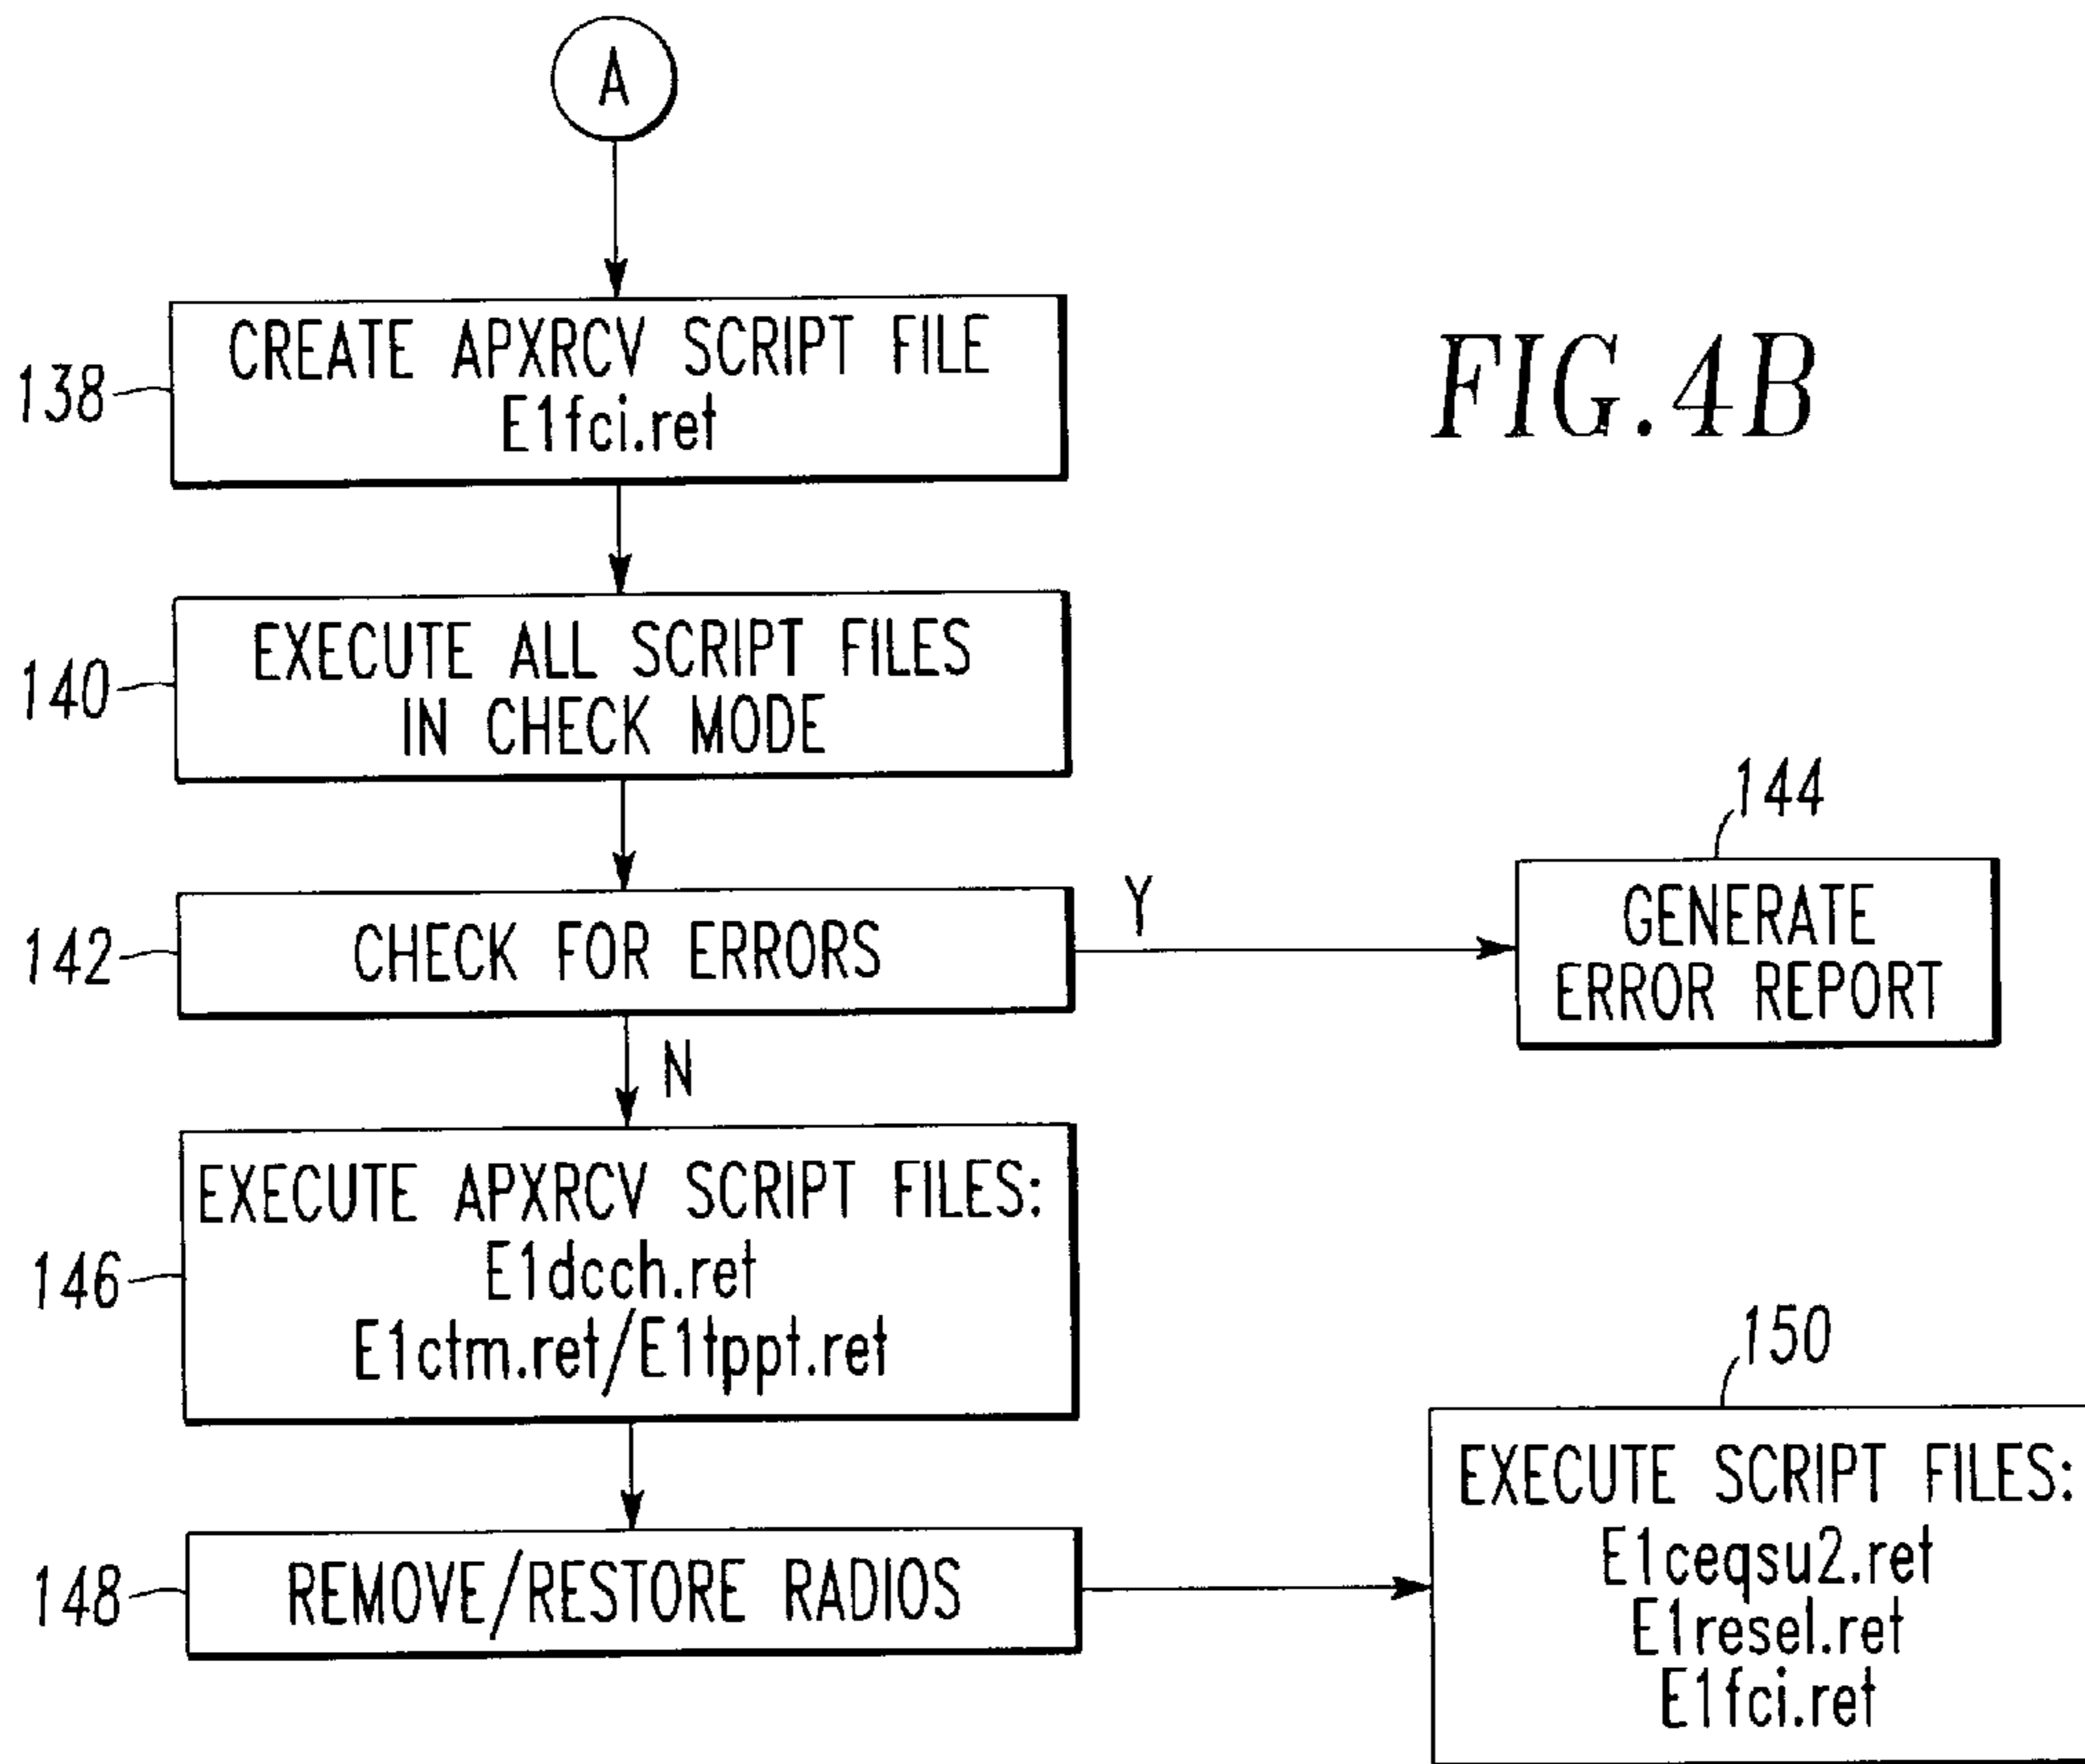 A
138
CREATE APXRCV SCRIPT FILE
E1fci.ret
FIG.4B
140
EXECUTE ALL SCRIPT FILES
IN CHECK MODE
142
CHECK FOR ERRORS
Y
144
GENERATE
ERROR REPORT
N
146
EXECUTE APXRCV SCRIPT FILES:
E1dcch.ret
E1ctm.ret/E1tppt.ret
148
REMOVE/RESTORE RADIOS
150
EXECUTE SCRIPT FILES:
E1ceqsu2.ret
E1resel.ret
E1fci.ret